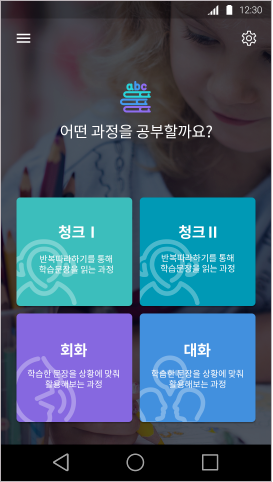 12:30
abc
어떤 과정을 공부할까요?
청크 I
반복따라하기를 통해
학습문장을 읽는 과정
청크 II
반복따라하기를 통해
학습문장을 읽는 과정
회화
학습한 문장을 상황에 맞춰
활용해보는 과정
대화
학습한 문장을 상황에 맞춰
활용해보는 과정